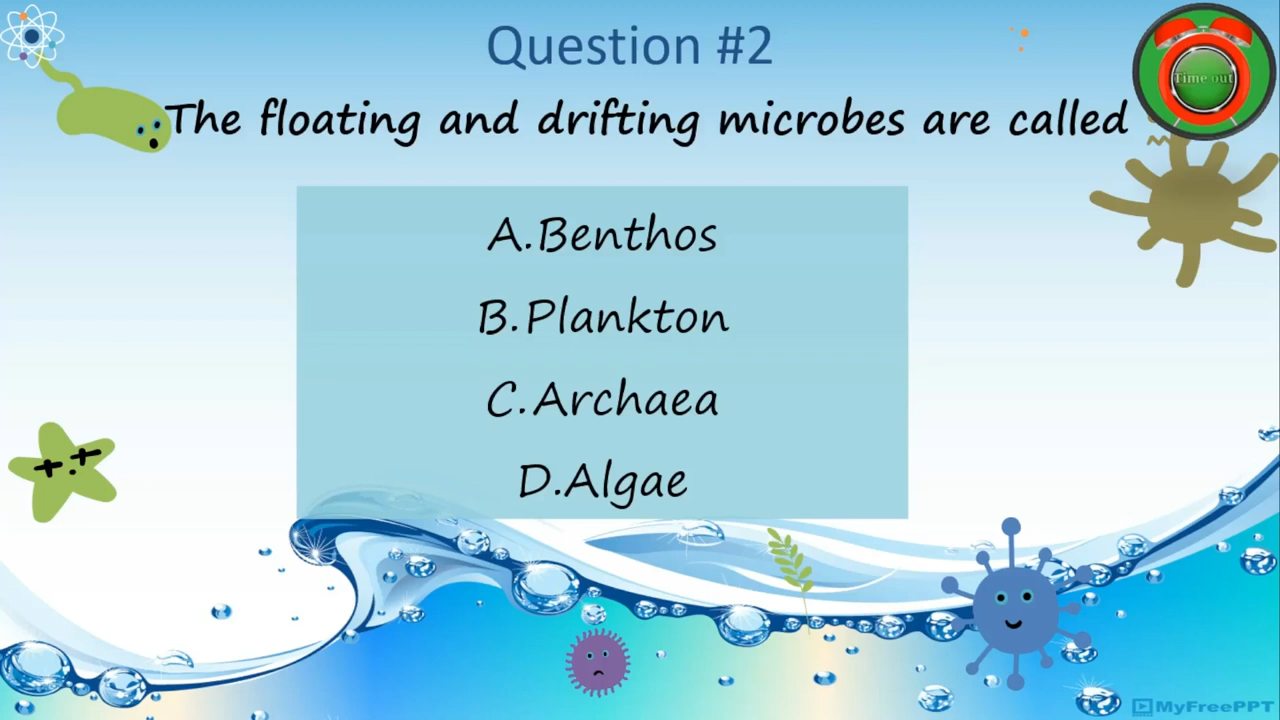 Question #2
Time out
The floating and drifting microbes are called
A.Benthos
B.Plankton
C.Archaea
D.Algae
MyFreePPT